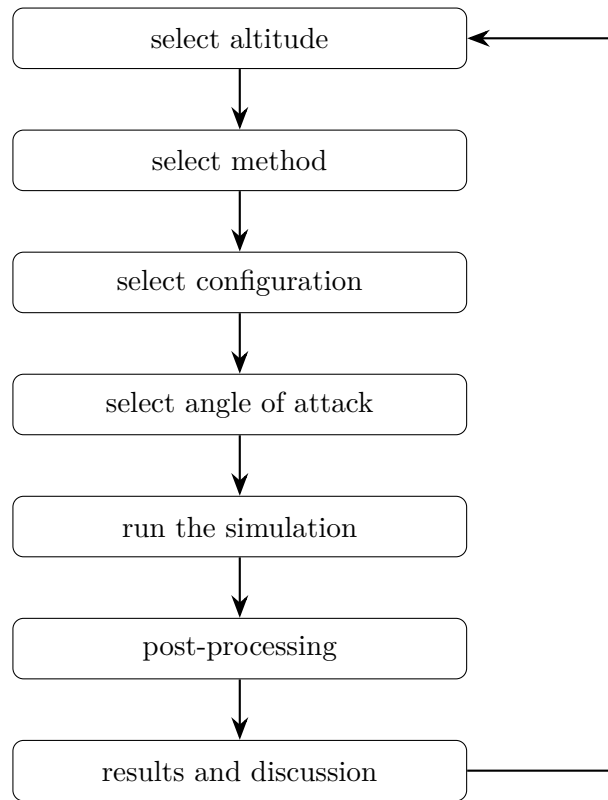 select altitude
select method
select configuration
select angle of attack
run the simulation
post-processing
results and discussion